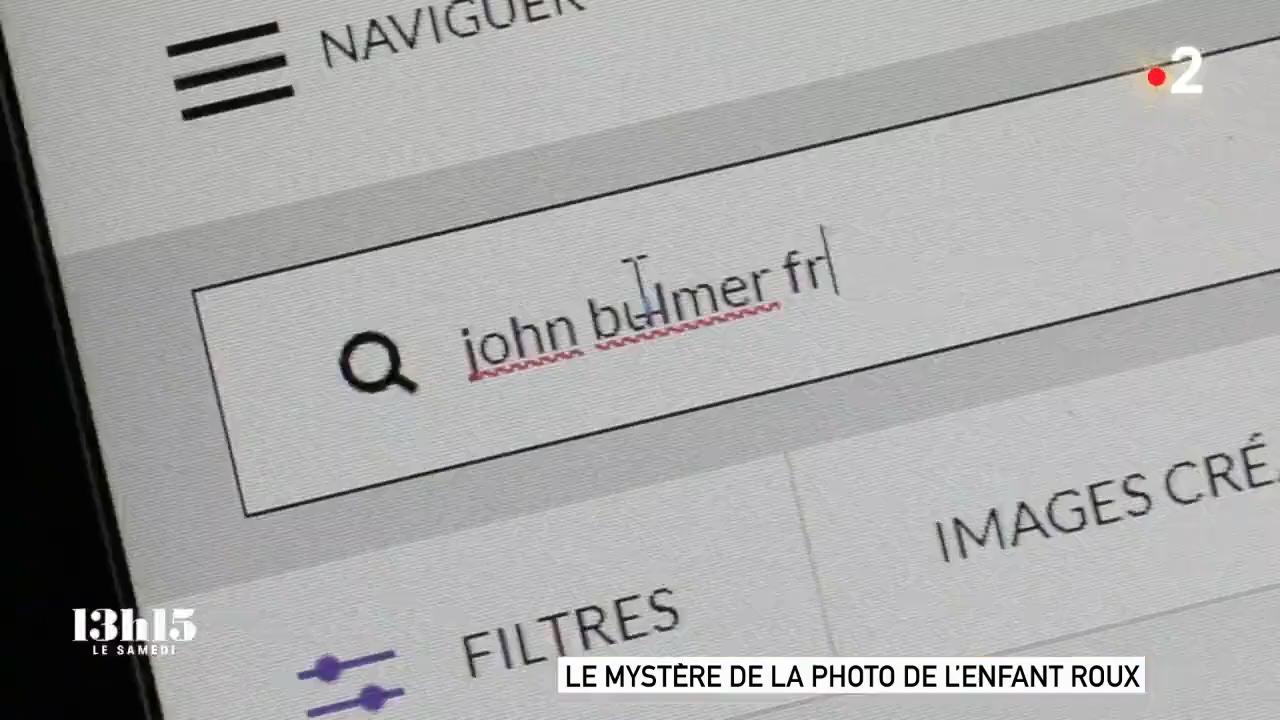 NAVIGUER
2
john bulmer fr
IMAGES CRÉ
FILTRES
13h15
LE SAMEDI
LE MYSTÈRE DE LA PHOTO DE L'ENFANT ROUX